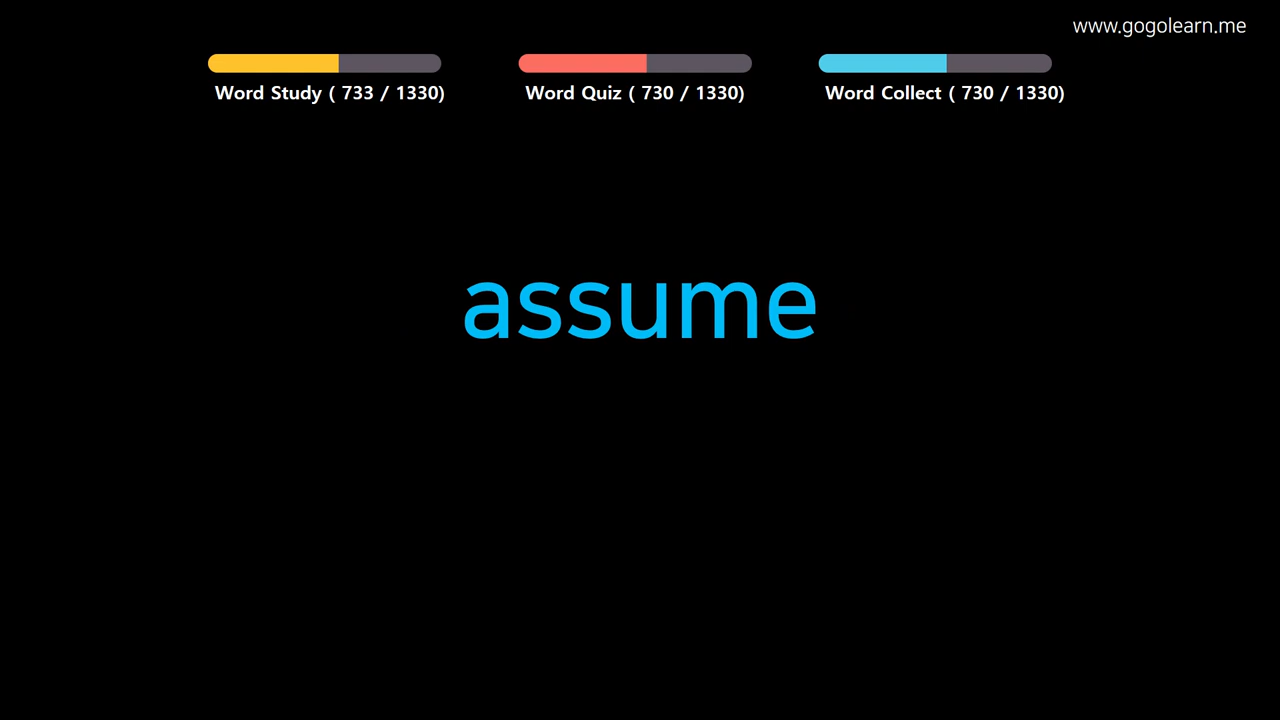 www.gogolearn.me
Word Study ( 733 / 1330)
Word Quiz ( 730 / 1330)
Word Collect ( 730 / 1330)
assume